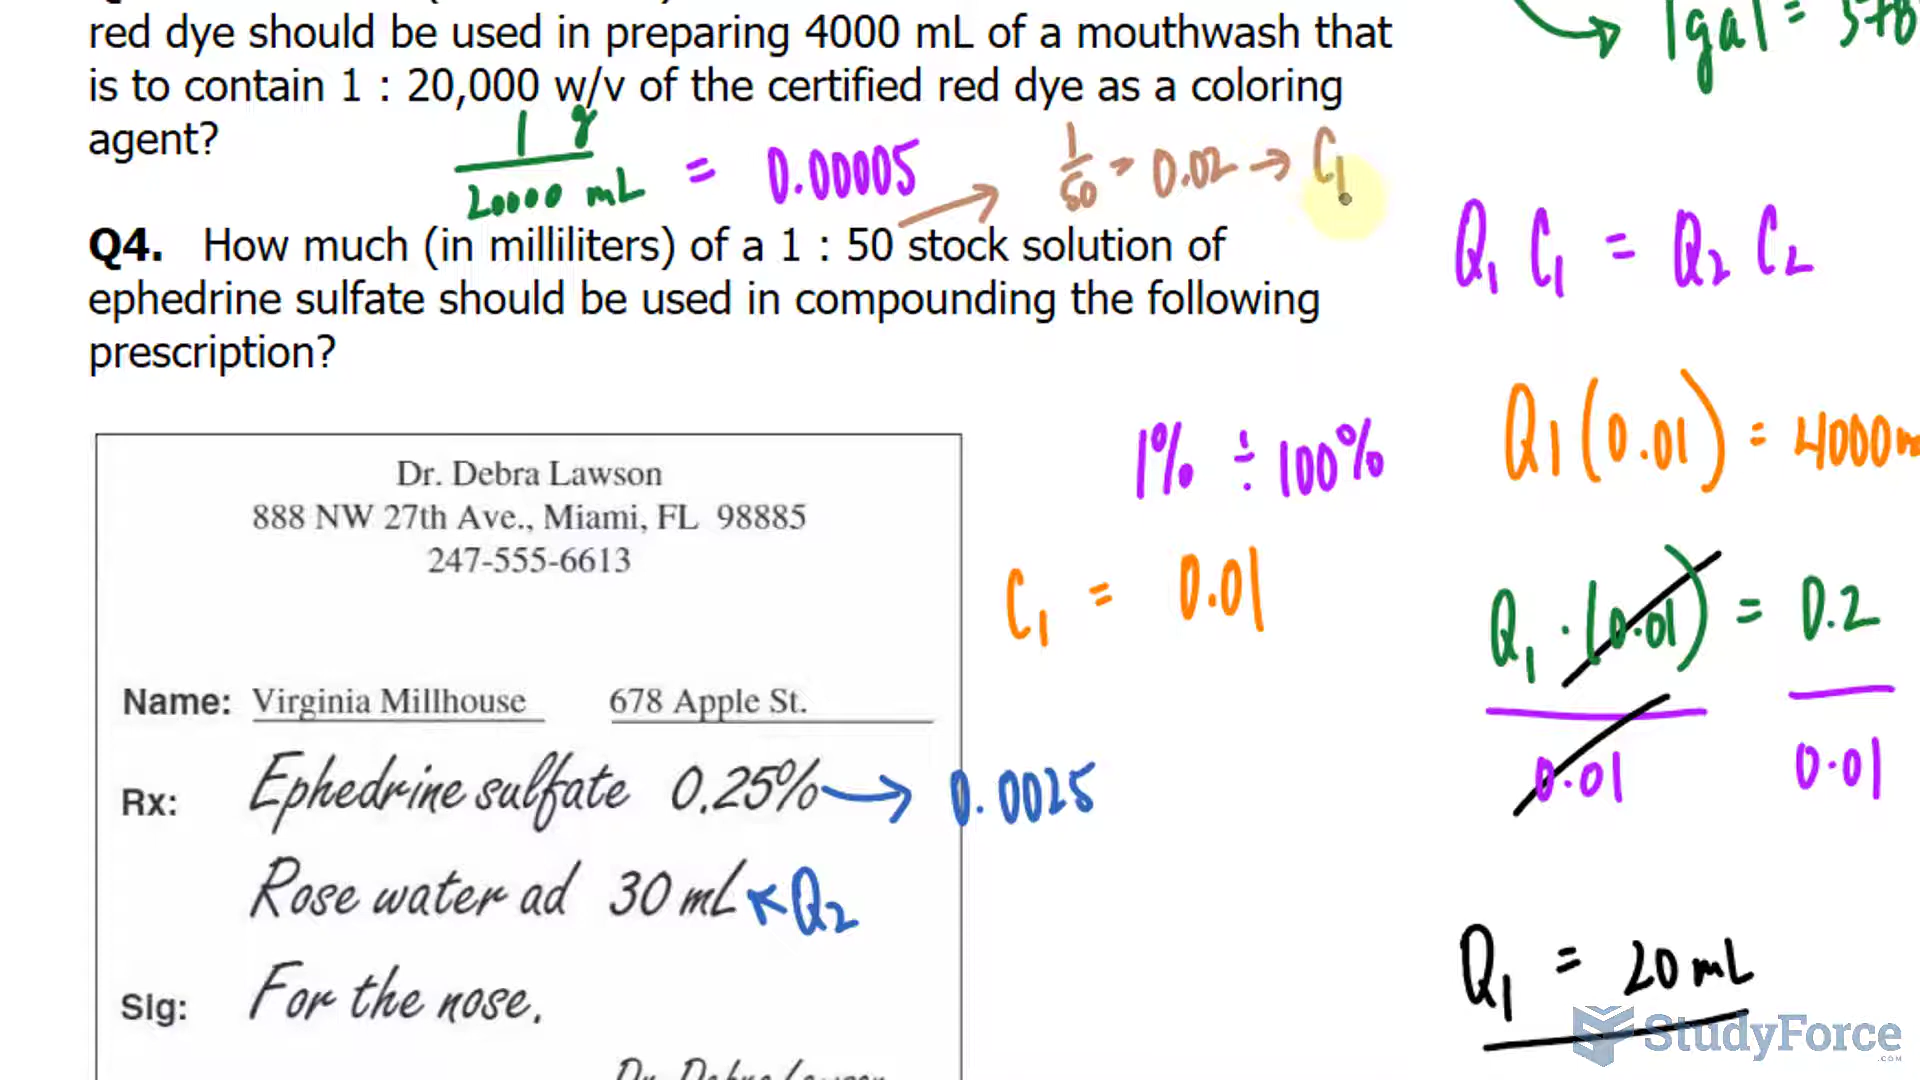 red dye should be used in preparing 4000 mL of a mouthwash that
is to contain 1 : 20,000 w/v of the certified red dye as a coloring
agent?
1 g
20000 mL
= 0.00005
1
50
= 0.02 → C1
→ 1gal = 378
Q4. How much (in milliliters) of a 1 : 50 stock solution of
ephedrine sulfate should be used in compounding the following
prescription?
Q1 C1 = Q2 C2
Q1 (0.01) = 4000m
Q1 · (0.01) = 0.2
0.01 0.01
Q1 = 20 mL
1% ÷ 100%
C1 = 0.01
Dr. Debra Lawson
888 NW 27th Ave., Miami, FL 98885
247-555-6613
Name: Virginia Millhouse 678 Apple St.
Rx: Ephedrine sulfate 0.25% → 0.0025
Rose water ad 30 mL ← Q2
Sig: For the nose.
Dr. Debra Lawson
StudyForce
.COM